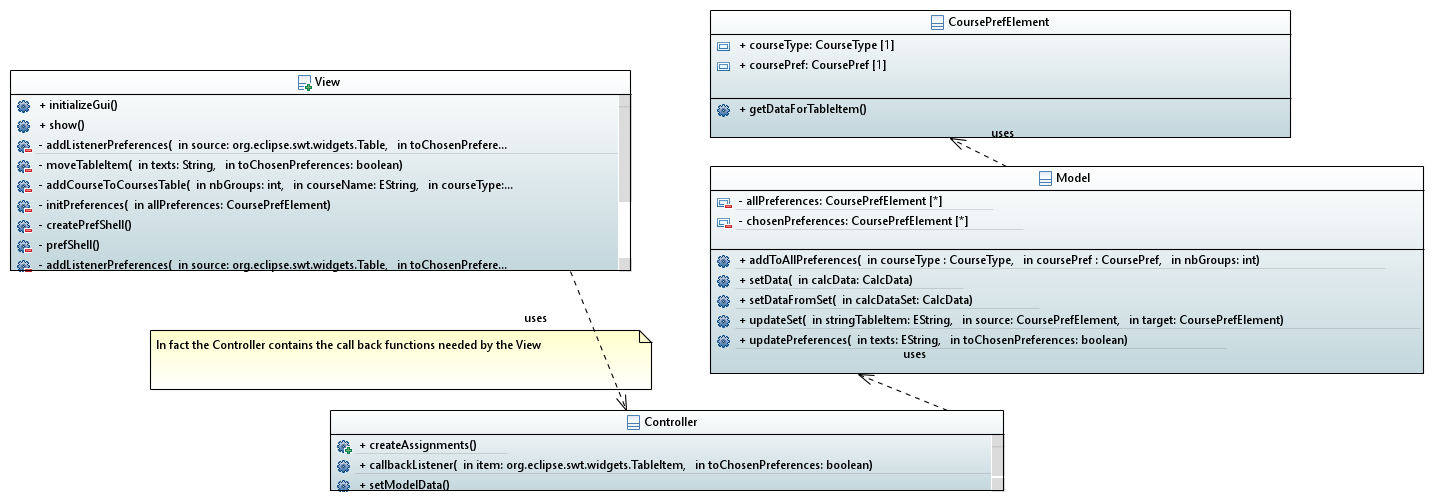 CoursePrefElement
+ courseType: CourseType [1]
+ coursePref: CoursePref [1]
+ getDataForTableItem()
View
+ initializeGui()
+ show()
- addListenerPreferences( in source: org.eclipse.swt.widgets.Table, in toChosenPrefere...
- moveTableItem( in texts: String, in toChosenPreferences: boolean)
- addCourseToCoursesTable( in nbGroups: int, in courseName: EString, in courseType:...
- initPreferences( in allPreferences: CoursePrefElement)
- createPrefShell()
- prefShell()
- addListenerPreferences( in source: org.eclipse.swt.widgets.Table, in toChosenPrefere...
uses
Model
- allPreferences: CoursePrefElement [*]
- chosenPreferences: CoursePrefElement [*]
+ addToAllPreferences( in courseType : CourseType, in coursePref : CoursePref, in nbGroups: int)
+ setData( in calcData: CalcData)
+ setDataFromSet( in calcDataSet: CalcData)
+ updateSet( in stringTableItem: EString, in source: CoursePrefElement, in target: CoursePrefElement)
+ updatePreferences( in texts: EString, in toChosenPreferences: boolean)
uses
uses
In fact the Controller contains the call back functions needed by the View
Controller
+ createAssignments()
+ callbackListener( in item: org.eclipse.swt.widgets.TableItem, in toChosenPreferences: boolean)
+ setModelData()